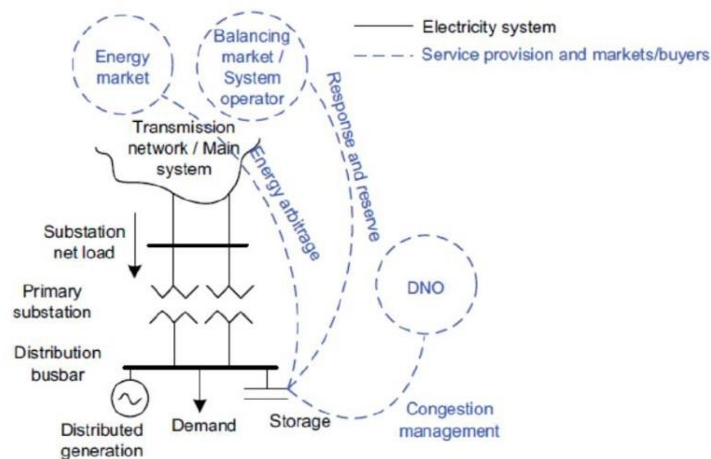 Electricity system
Service provision and markets/buyers
Energy
market
Balancing
market /
System
operator
Transmission
network / Main
system
Energy arbitrage
Response and reserve
Substation
net load
Primary
substation
DNO
Distribution
busbar
Distributed
generation
Demand
Storage
Congestion
management